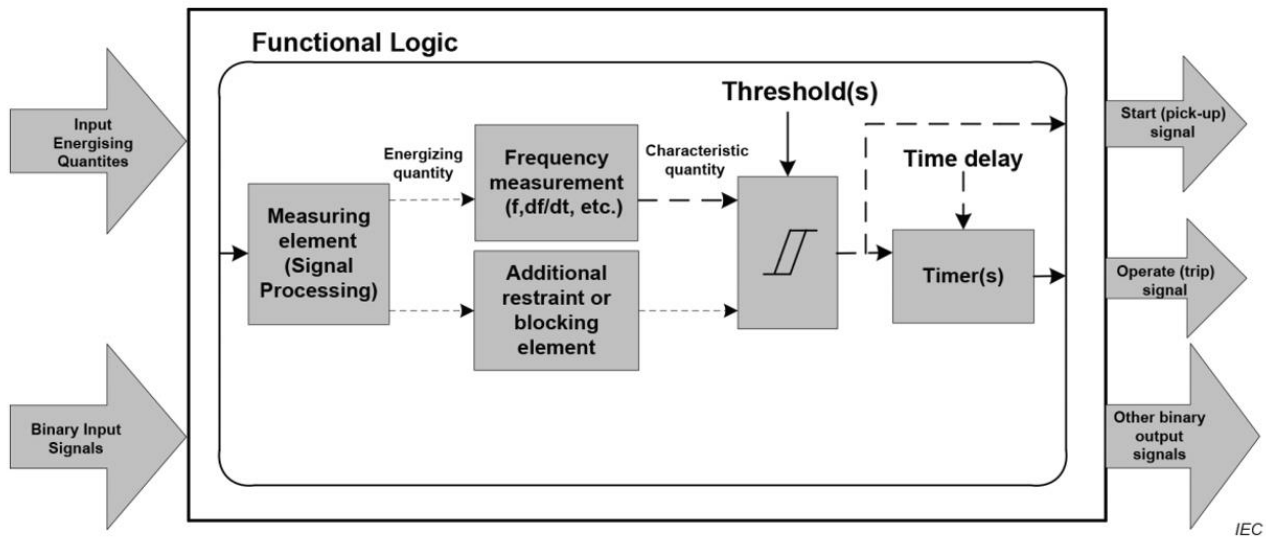 Functional Logic
Input
Energising
Quantites
Binary Input
Signals
Measuring
element
(Signal
Processing)
Energizing
quantity
Frequency
measurement
(f,df/dt, etc.)
Additional
restraint or
blocking
element
Characteristic
quantity
Threshold(s)
Time delay
Timer(s)
Start (pick-up)
signal
Operate (trip)
signal
Other binary
output
signals
IEC